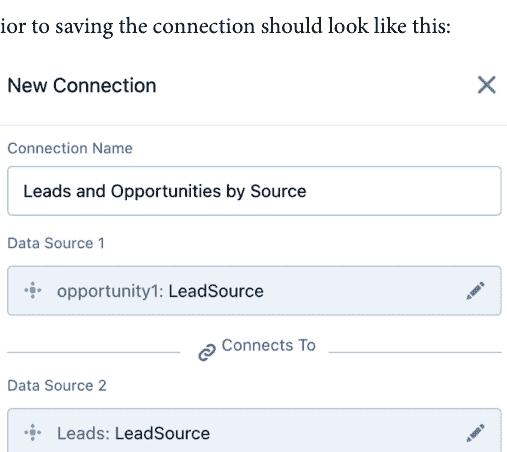 ior to saving the connection should look like this:
New Connection
Connection Name
Leads and Opportunities by Source
Data Source 1
opportunity1: LeadSource
Connects To
Data Source 2
Leads: LeadSource